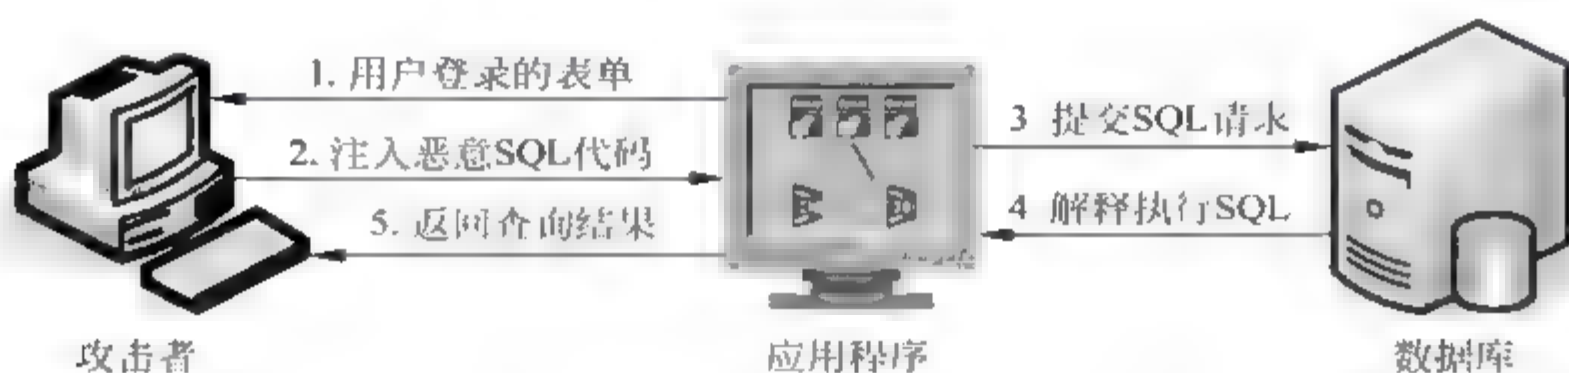 1. 用户登录的表单
2. 注入恶意SQL代码
3 提交SQL请求
4 解释执行SQL
5. 返回查询结果
攻击者
应用程序
数据库